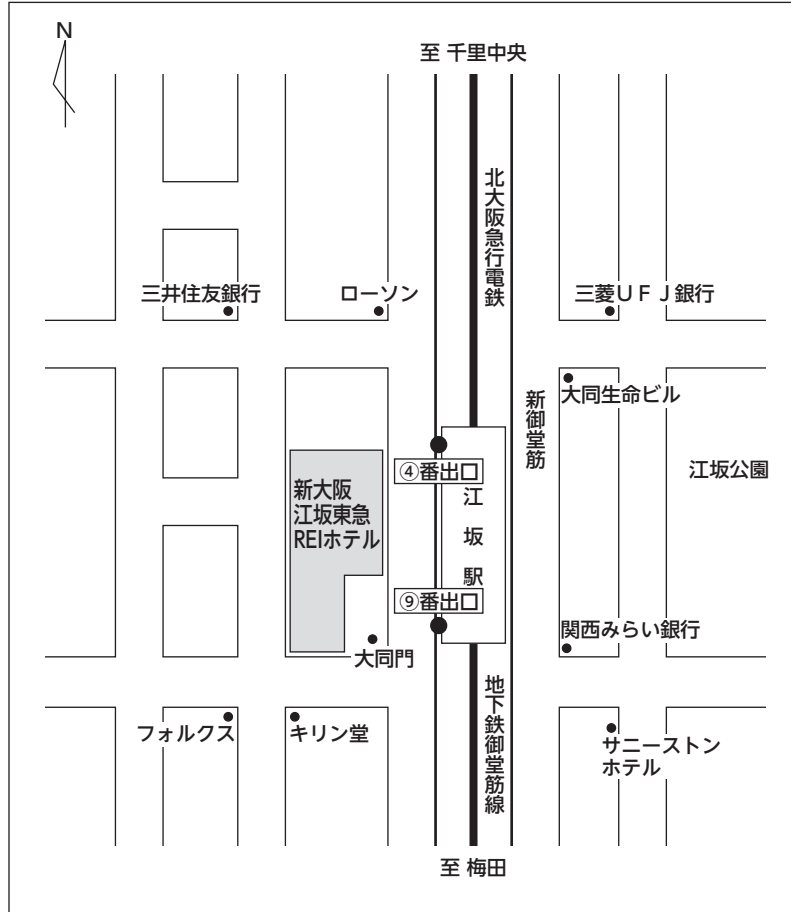 N
至 千里中央
北大阪急行電鉄
三井住友銀行
ローソン
三菱ＵＦＪ銀行
大同生命ビル
新御堂筋
④番出口
江坂公園
新大阪
江坂東急
REIホテル
江坂駅
⑨番出口
関西みらい銀行
大同門
地下鉄御堂筋線
フォルクス
キリン堂
サニーストン
ホテル
至 梅田